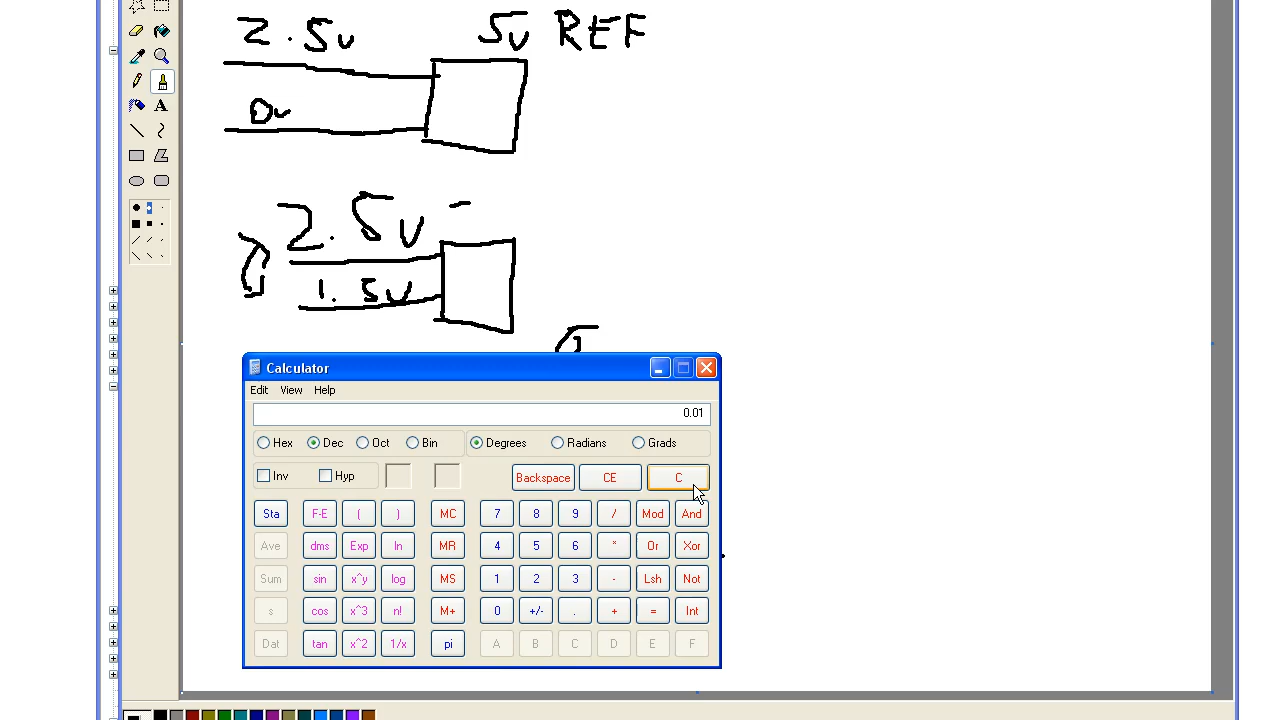 2.5v 5v REF
0v
2.5v -
1.5v
Calculator
Edit View Help
0.01
Hex Dec Oct Bin Degrees Radians Grads
Inv Hyp Backspace CE C
Sta F-E ( ) MC 7 8 9 / Mod And
Ave dms Exp ln MR 4 5 6 * Or Xor
Sum sin x^y log MS 1 2 3 - Lsh Not
s cos x^3 n! M+ 0 +/- . + = Int
Dat tan x^2 1/x pi A B C D E F